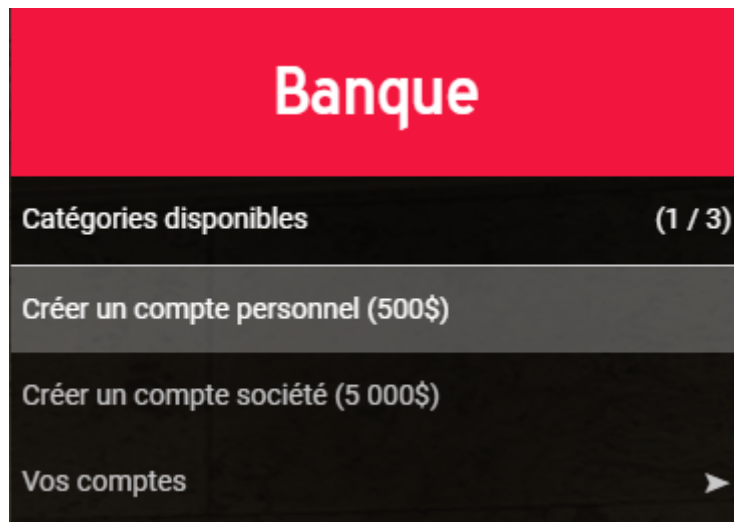 Banque
Catégories disponibles (1 / 3)
Créer un compte personnel (500$)
Créer un compte société (5 000$)
Vos comptes